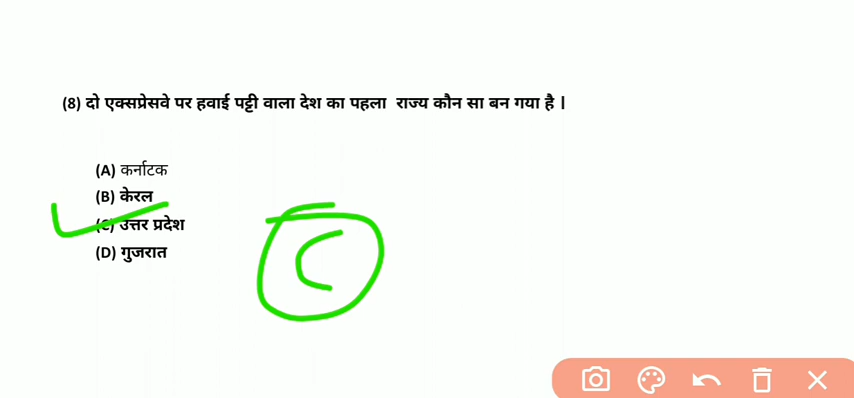 (8) दो एक्सप्रेसवे पर हवाई पट्टी वाला देश का पहला राज्य कौन सा बन गया है ।
(A) कर्नाटक
(B) केरल
(C) उत्तर प्रदेश
(D) गुजरात
C